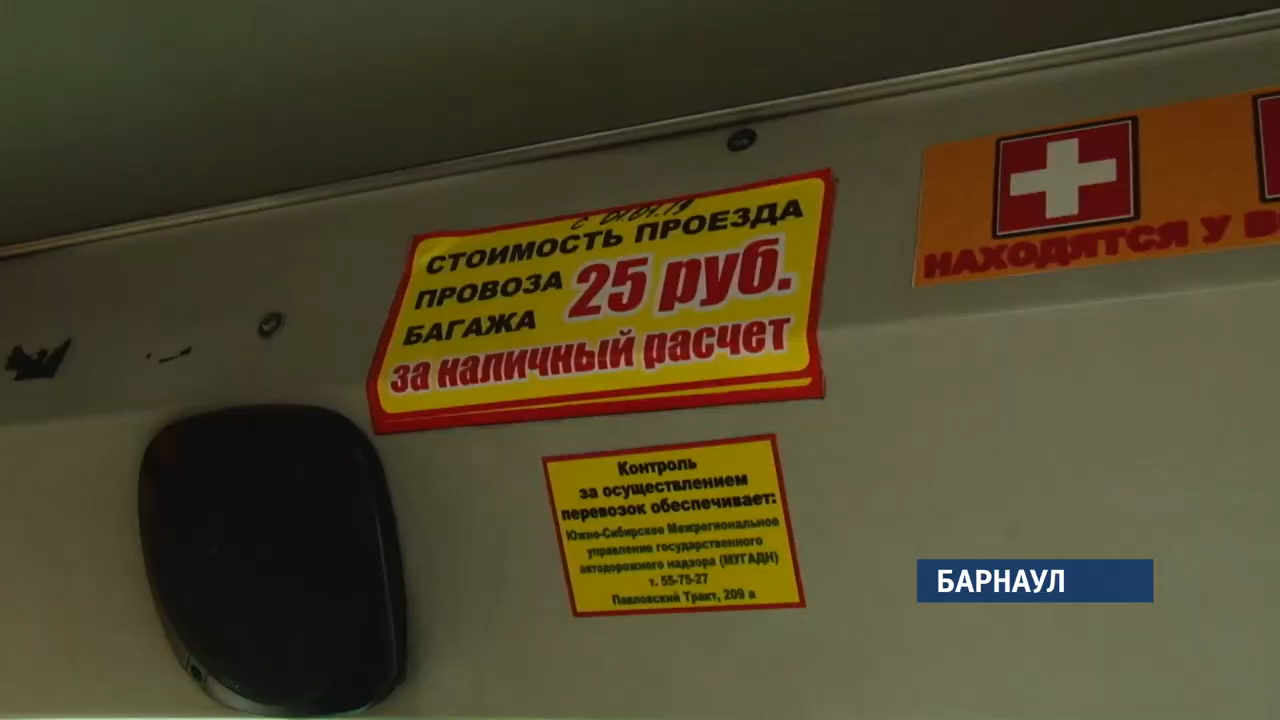 с 01.01.19
СТОИМОСТЬ ПРОЕЗДА
ПРОВОЗА
БАГАЖА
25 руб.
за наличный расчет
НАХОДЯТСЯ У В
Контроль
за осуществлением
перевозок обеспечивает:
Южно-Сибирское Межрегиональное
управление государственного
автодорожного надзора (МУГАДН)
т. 55-75-27
Павловский Тракт, 209 а
БАРНАУЛ